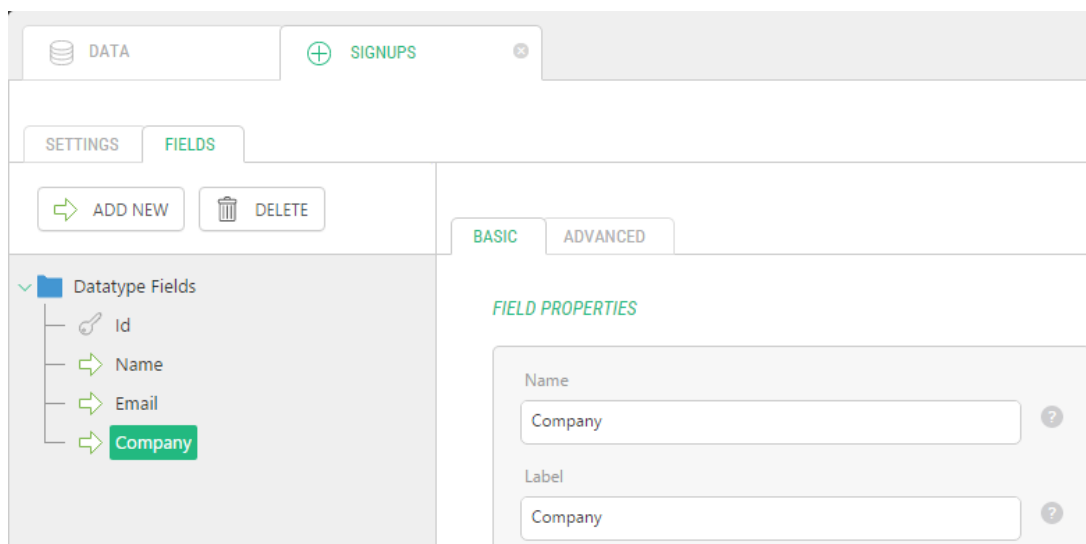 DATA
SIGNUPS
SETTINGS
FIELDS
ADD NEW
DELETE
Datatype Fields
Id
Name
Email
Company
BASIC
ADVANCED
FIELD PROPERTIES
Name
Company
?
Label
Company
?